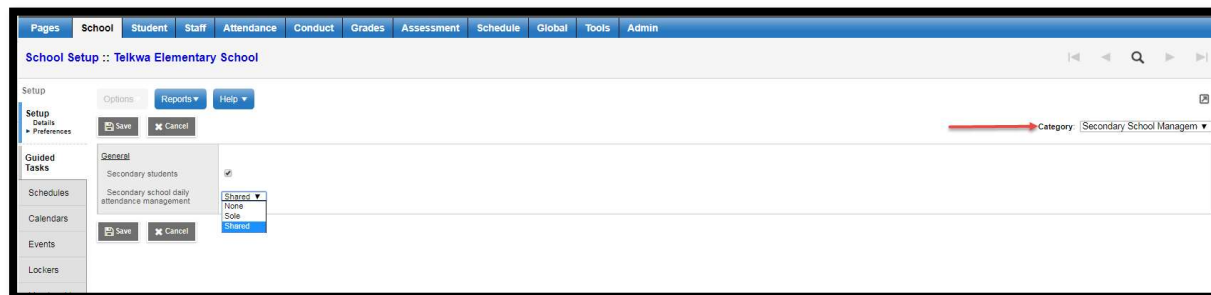 Pages School Student Staff Attendance Conduct Grades Assessment Schedule Global Tools Admin
School Setup :: Telkwa Elementary School
Setup
Options Reports Help
Setup
Details
Preferences
Save Cancel
Category: Secondary School Managem
Guided
Tasks
General
Secondary students
Schedules
Secondary school daily
attendance management
Shared
None
Sole
Shared
Calendars
Save Cancel
Events
Lockers